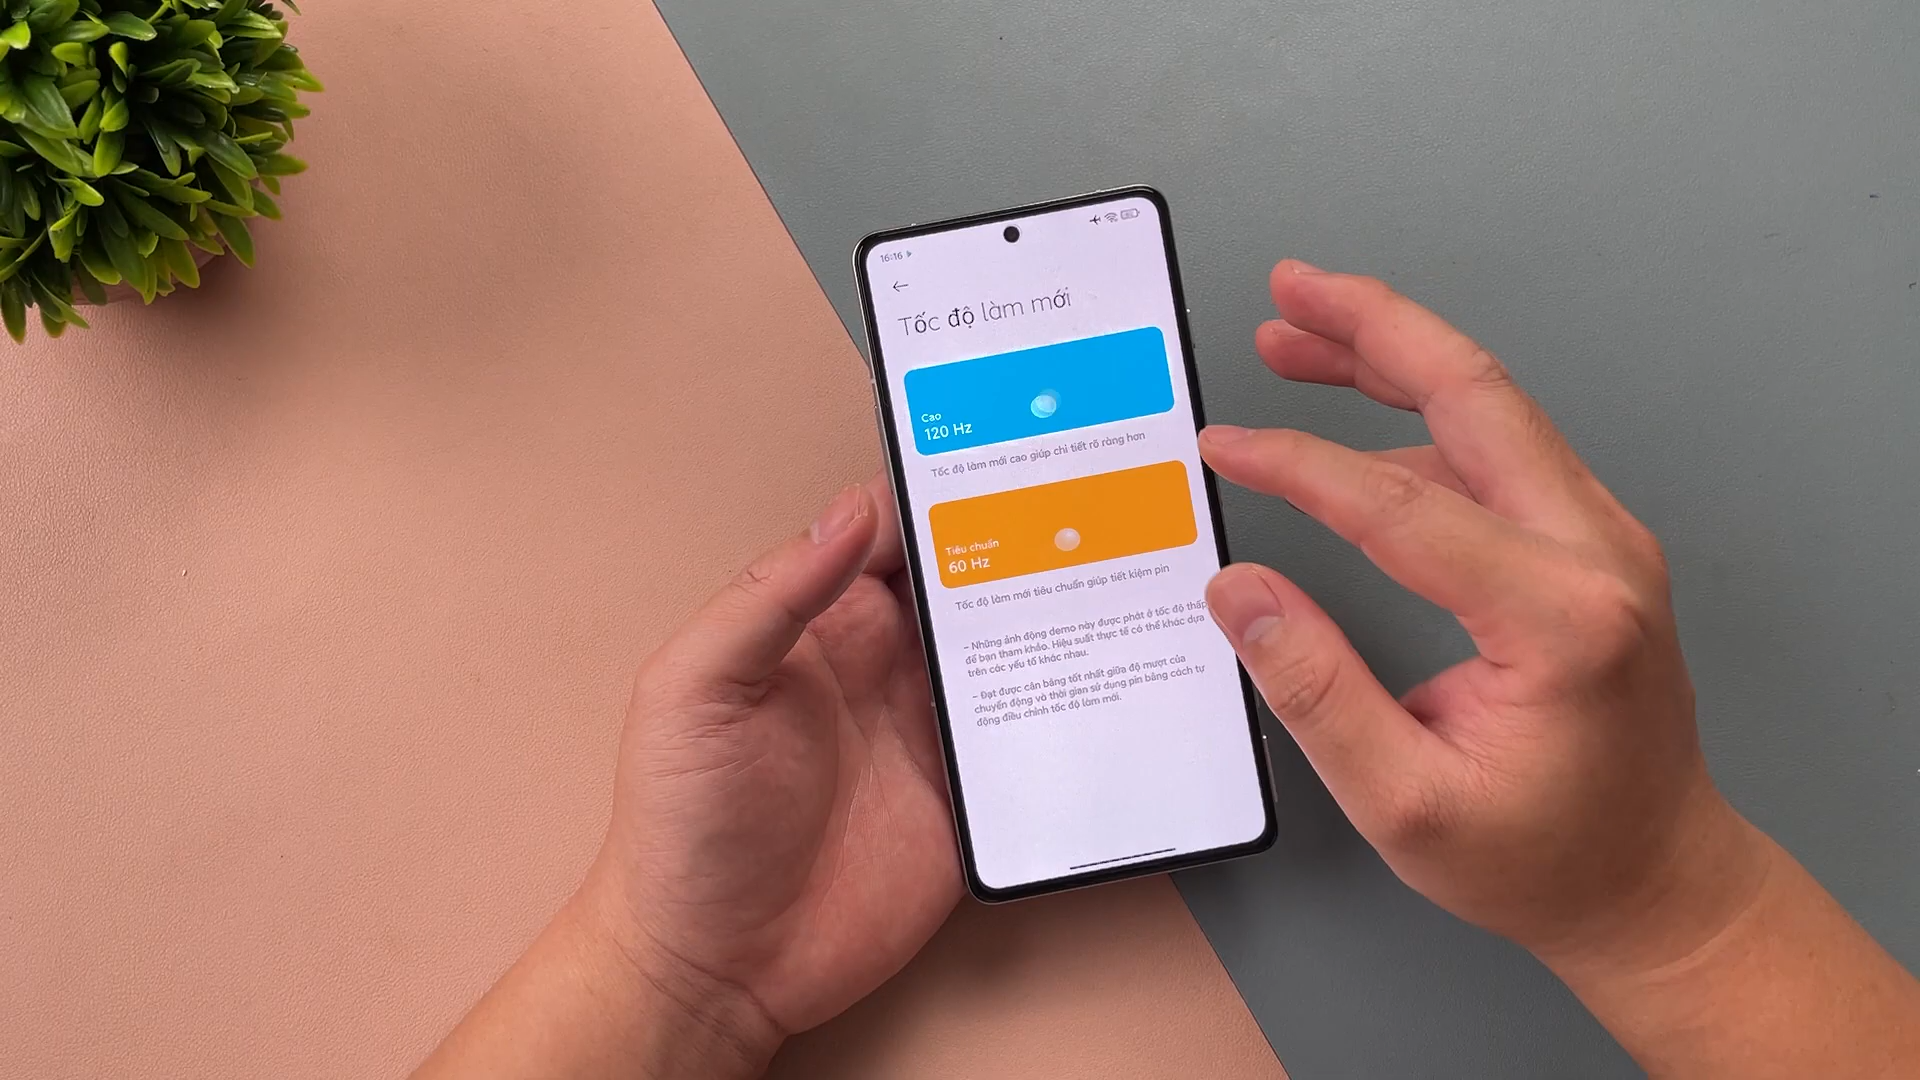 16:16
Tốc độ làm mới
Cao
120 Hz
Tốc độ làm mới cao giúp chi tiết rõ ràng hơn
Tiêu chuẩn
60 Hz
Tốc độ làm mới tiêu chuẩn giúp tiết kiệm pin
– Những ảnh động demo này được phát ở tốc độ thấp
để bạn tham khảo. Hiệu suất thực tế có thể khác dựa
trên các yếu tố khác nhau.
– Đạt được cân bằng tốt nhất giữa độ mượt của
chuyển động và thời gian sử dụng pin bằng cách tự
động điều chỉnh tốc độ làm mới.